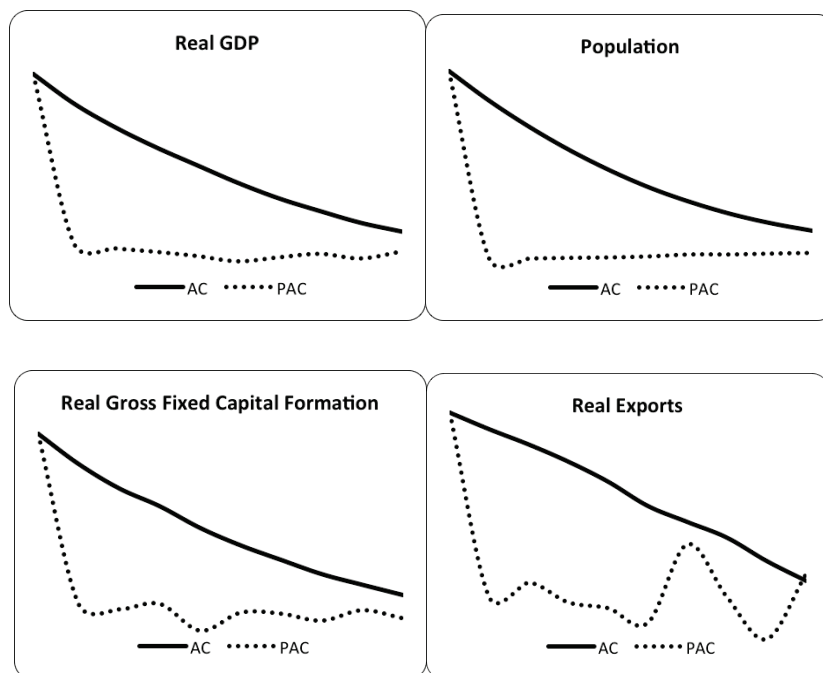 Real GDP
AC PAC
Population
AC PAC
Real Gross Fixed Capital Formation
AC PAC
Real Exports
AC PAC